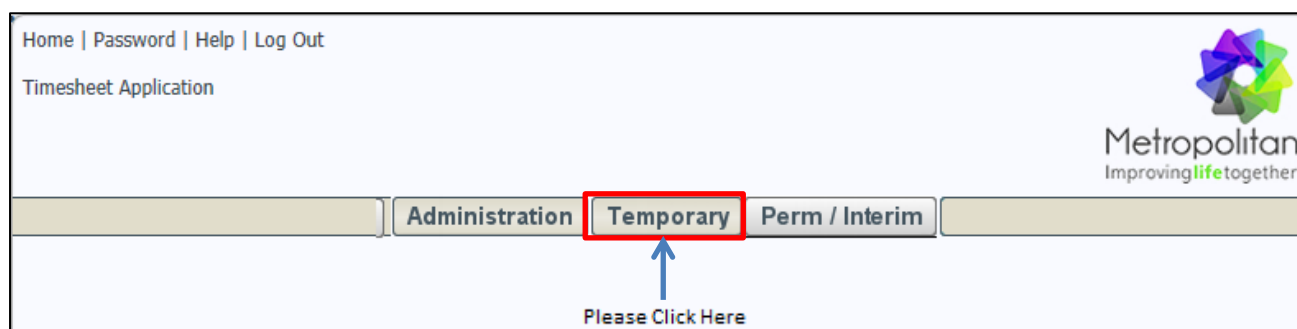 Home | Password | Help | Log Out
Timesheet Application
Metropolitan
Improvinglifetogether
Administration Temporary Perm / Interim
Please Click Here